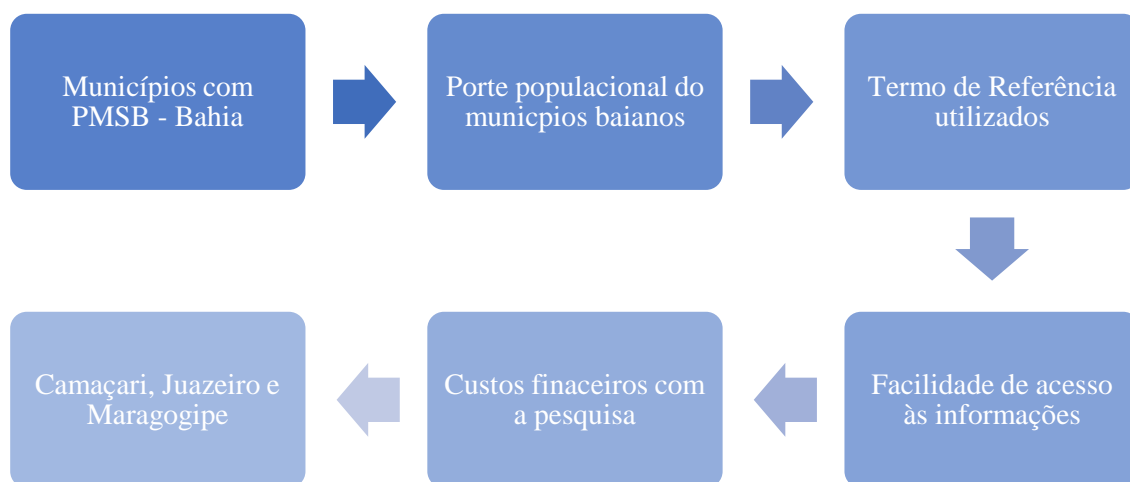 Municípios com
PMSB - Bahia
Porte populacional do
municpios baianos
Termo de Referência
utilizados
Facilidade de acesso
às informações
Custos finaceiros com
a pesquisa
Camaçari, Juazeiro e
Maragogipe